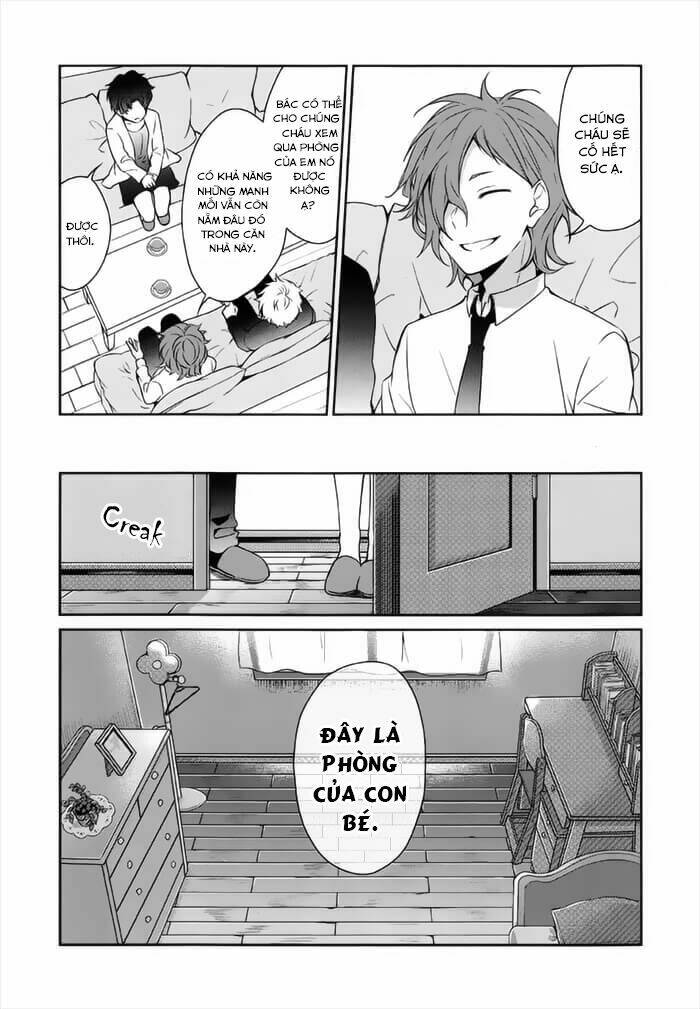 CHÚNG
CHÁU SẼ
CỐ HẾT
SỨC Ạ.
BÁC CÓ THỂ
CHO CHÚNG
CHÁU XEM
QUA PHÒNG
CỦA EM NÓ
ĐƯỢC
KHÔNG
Ạ?
CÓ KHẢ NĂNG
NHỮNG MANH
MỐI VẪN CÒN
NẰM ĐÂU ĐÓ
TRONG CĂN
NHÀ NÀY.
ĐƯỢC
THÔI.
Creak
ĐÂY LÀ
PHÒNG
CỦA CON
BÉ.